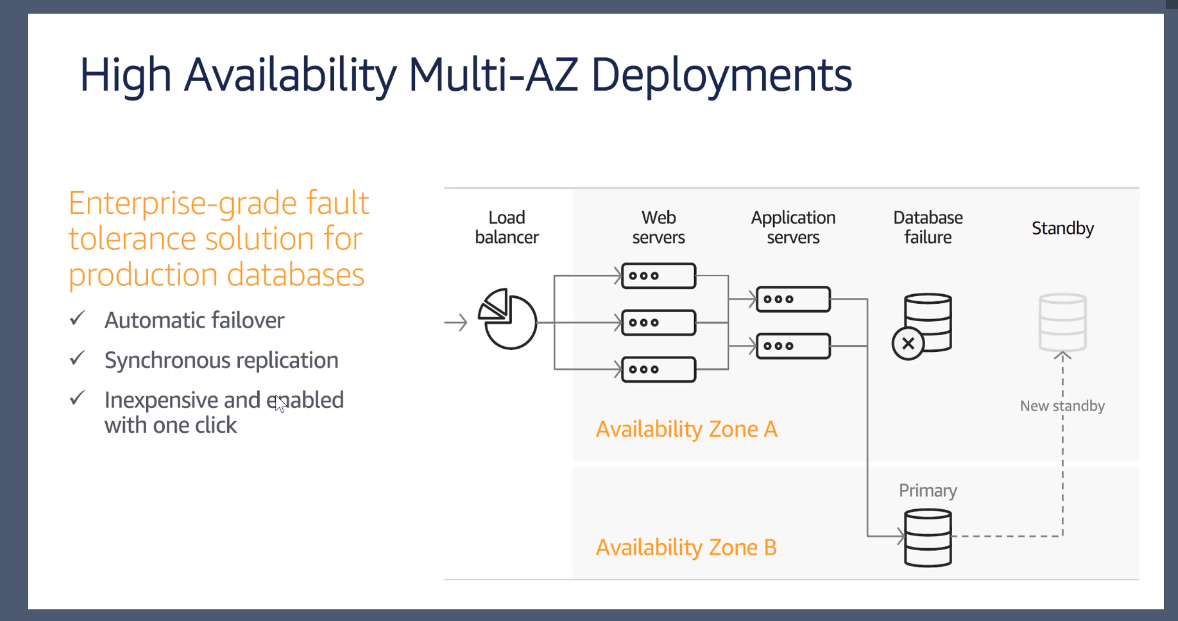 High Availability Multi-AZ Deployments
Enterprise-grade fault
tolerance solution for
production databases
✓ Automatic failover
✓ Synchronous replication
✓ Inexpensive and enabled
with one click
Load
balancer
Web
servers
Application
servers
Database
failure
Standby
New standby
Availability Zone A
Primary
Availability Zone B